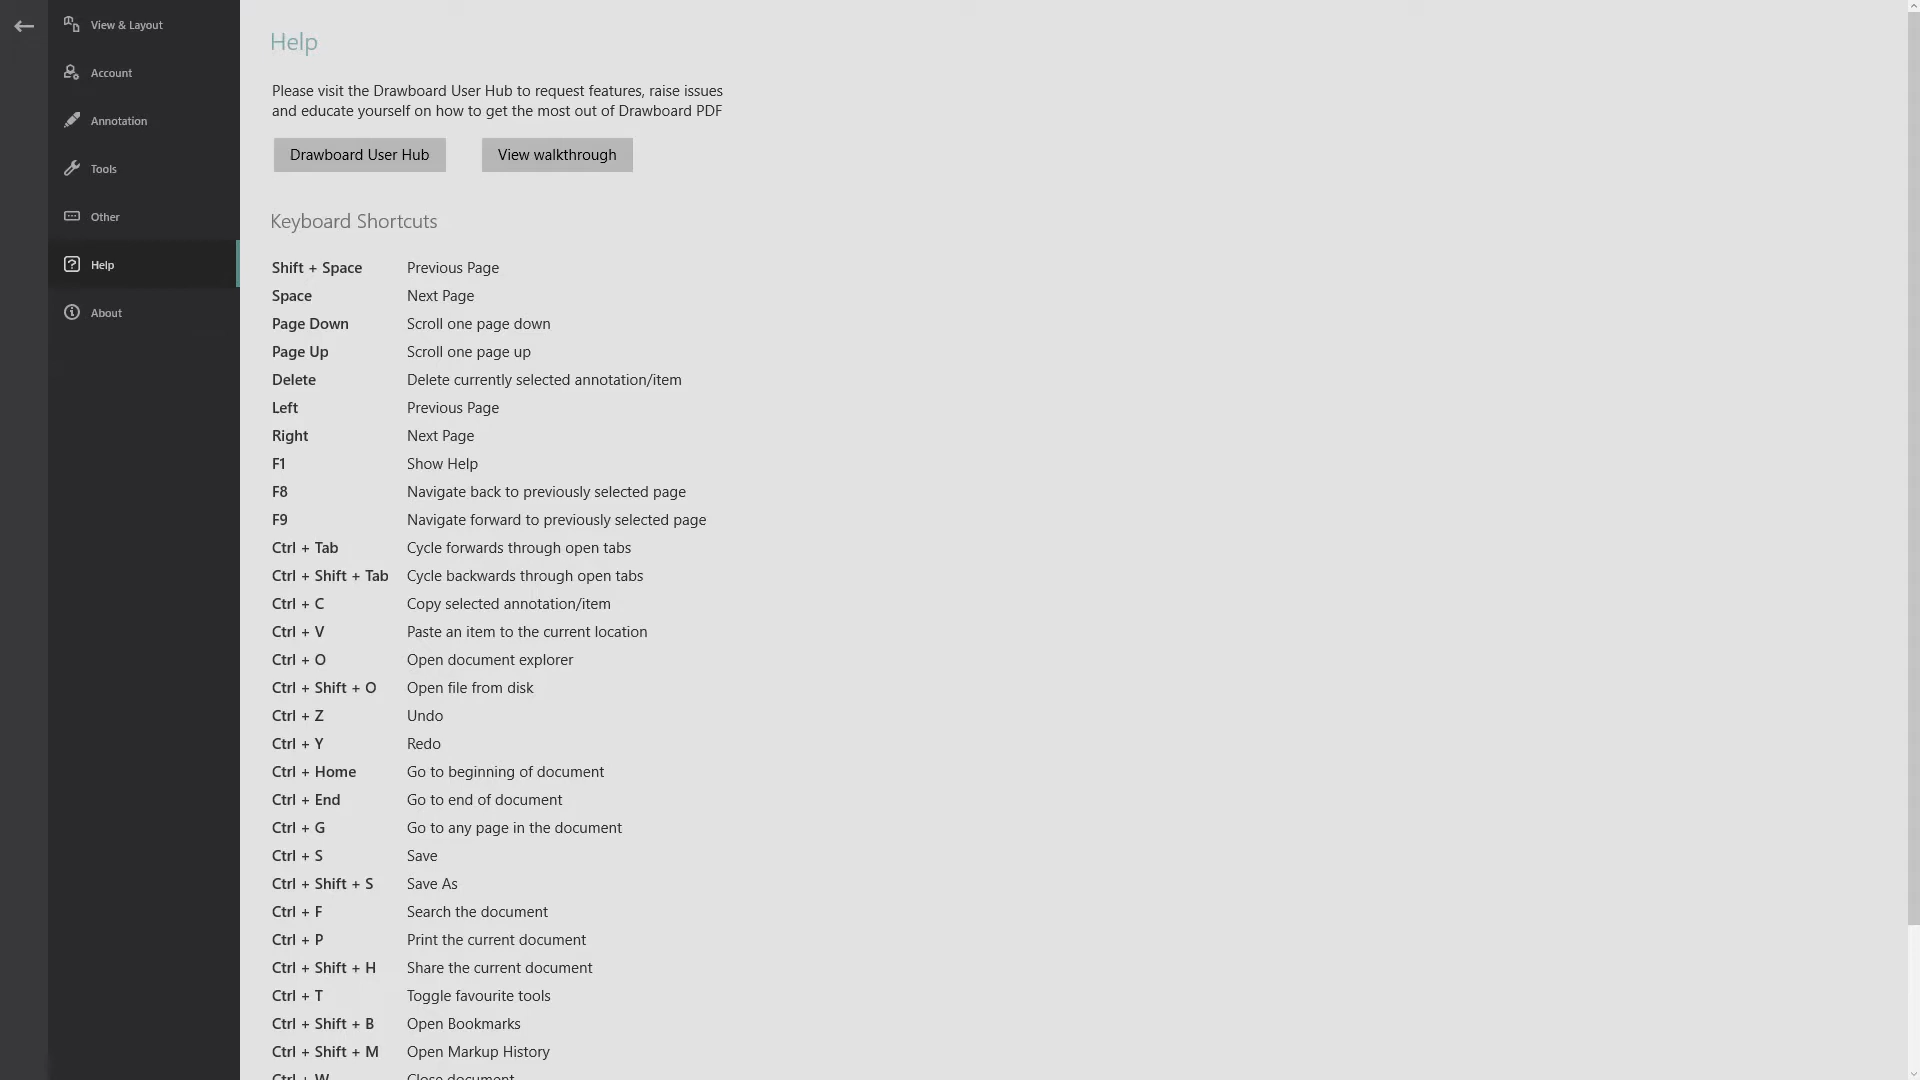 View & Layout
Account
Annotation
Tools
Other
Help
About
Help
Please visit the Drawboard User Hub to request features, raise issues
and educate yourself on how to get the most out of Drawboard PDF
Drawboard User Hub View walkthrough
Keyboard Shortcuts
Shift + Space Previous Page
Space Next Page
Page Down Scroll one page down
Page Up Scroll one page up
Delete Delete currently selected annotation/item
Left Previous Page
Right Next Page
F1 Show Help
F8 Navigate back to previously selected page
F9 Navigate forward to previously selected page
Ctrl + Tab Cycle forwards through open tabs
Ctrl + Shift + Tab Cycle backwards through open tabs
Ctrl + C Copy selected annotation/item
Ctrl + V Paste an item to the current location
Ctrl + O Open document explorer
Ctrl + Shift + O Open file from disk
Ctrl + Z Undo
Ctrl + Y Redo
Ctrl + Home Go to beginning of document
Ctrl + End Go to end of document
Ctrl + G Go to any page in the document
Ctrl + S Save
Ctrl + Shift + S Save As
Ctrl + F Search the document
Ctrl + P Print the current document
Ctrl + Shift + H Share the current document
Ctrl + T Toggle favourite tools
Ctrl + Shift + B Open Bookmarks
Ctrl + Shift + M Open Markup History
Ctrl + W Close document